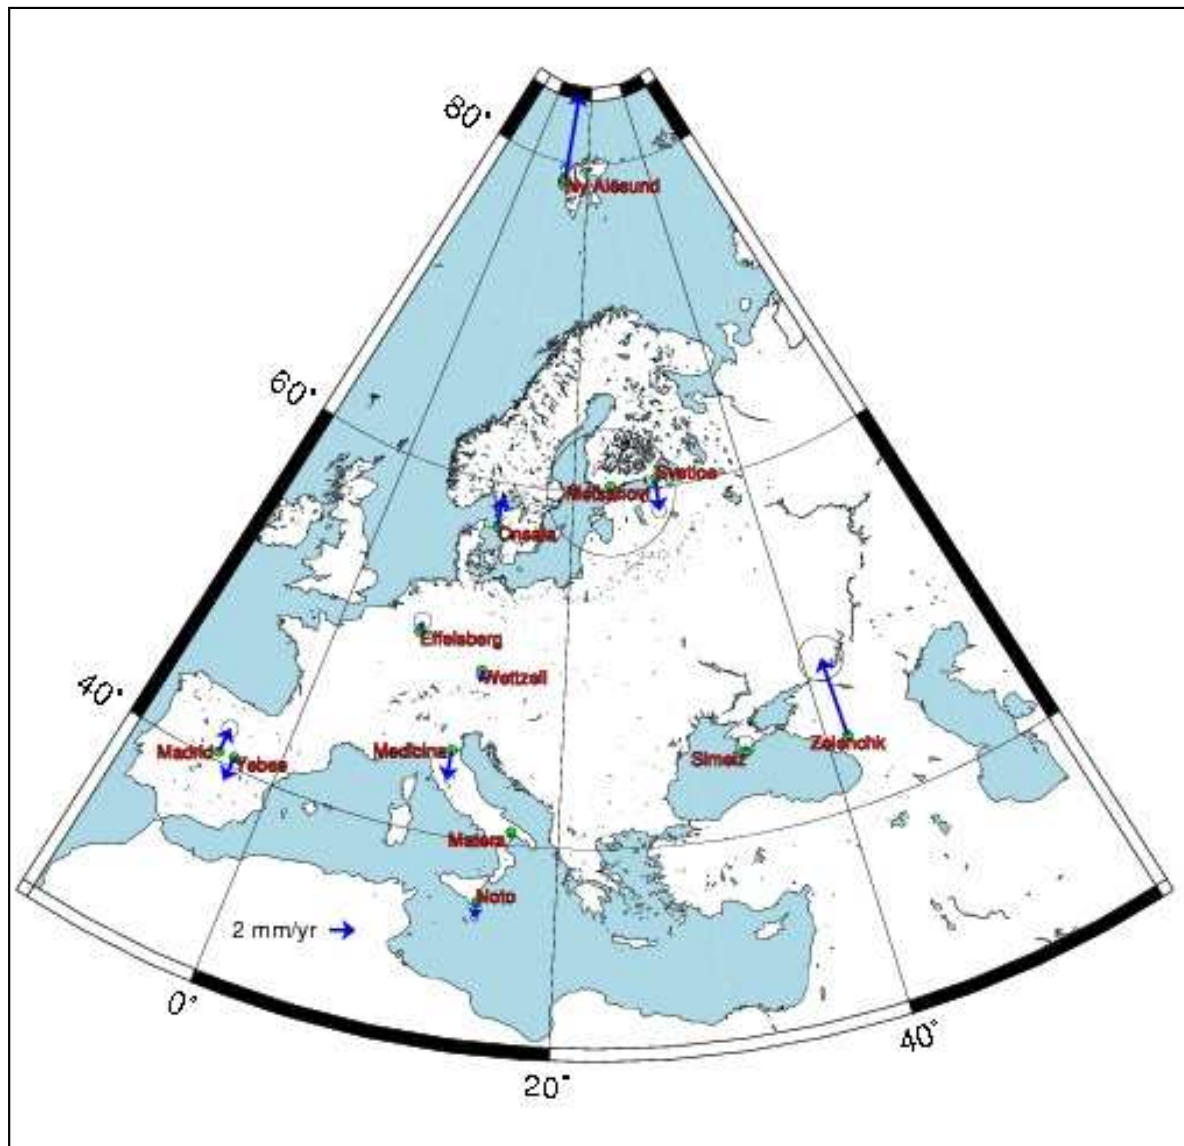 80°
Ny Alesund
60°
Svetloe
Metsahovi
Onsala
Effelsberg
Wettzell
40°
Madrid
Yebes
Medicina
Simeiz
Zelenchk
Matera
Noto
2 mm/yr
0°
20°
40°